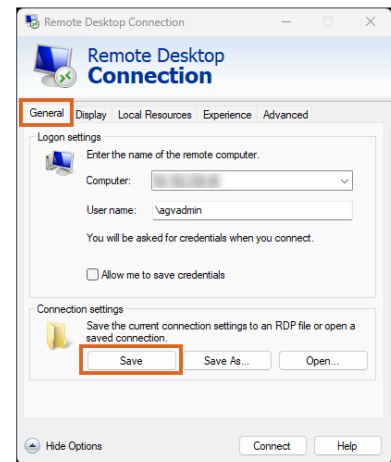 Remote Desktop Connection
Remote Desktop
Connection
General Display Local Resources Experience Advanced
Logon settings
Enter the name of the remote computer.
Computer:
User name: \agvadmin
You will be asked for credentials when you connect.
Allow me to save credentials
Connection settings
Save the current connection settings to an RDP file or open a
saved connection.
Save Save As... Open...
Hide Options Connect Help